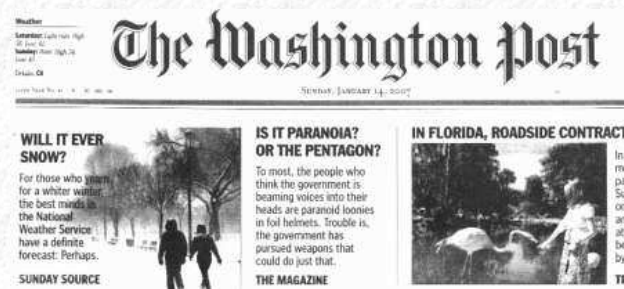 Weather
The Washington Post
SUNDAY, JANUARY 14, 2007
WILL IT EVER
SNOW?
For those who yearn
for a whiter winter,
the best minds in
the National
Weather Service
have a definite
forecast: Perhaps.
SUNDAY SOURCE
IS IT PARANOIA?
OR THE PENTAGON?
To most, the people who
think the government is
beaming voices into their
heads are paranoid loonies
in foil helmets. Trouble is,
the government has
pursued weapons that
could do just that.
THE MAGAZINE
IN FLORIDA, ROADSIDE CONTRACT